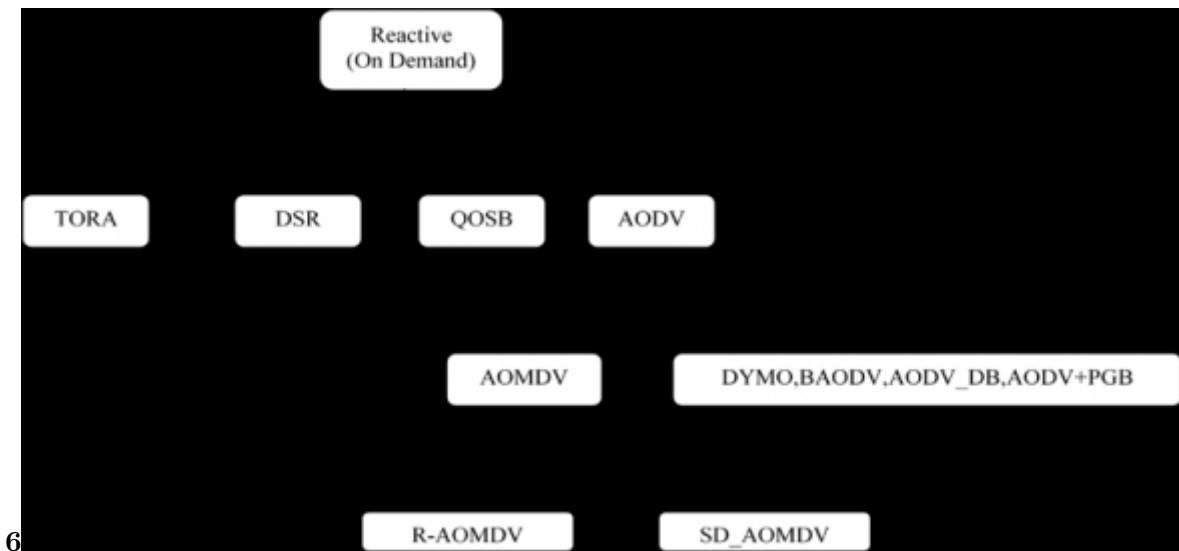 Reactive
(On Demand)
TORA
DSR
QOSB
AODV
AOMDV
DYMO,BAODV,AODV_DB,AODV+PGB
R-AOMDV
SD_AOMDV
6